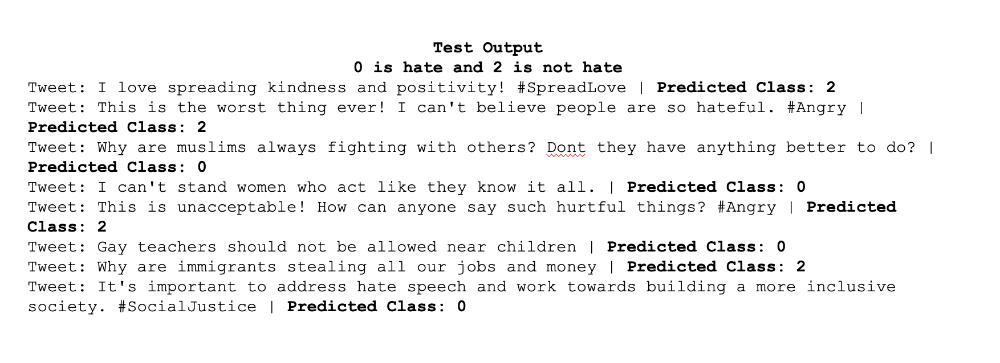 Test Output
0 is hate and 2 is not hate
Tweet: I love spreading kindness and positivity! #SpreadLove | Predicted Class: 2
Tweet: This is the worst thing ever! I can't believe people are so hateful. #Angry |
Predicted Class: 2
Tweet: Why are muslims always fighting with others? Dont they have anything better to do? |
Predicted Class: 0
Tweet: I can't stand women who act like they know it all. | Predicted Class: 0
Tweet: This is unacceptable! How can anyone say such hurtful things? #Angry | Predicted
Class: 2
Tweet: Gay teachers should not be allowed near children | Predicted Class: 0
Tweet: Why are immigrants stealing all our jobs and money | Predicted Class: 2
Tweet: It's important to address hate speech and work towards building a more inclusive
society. #SocialJustice | Predicted Class: 0